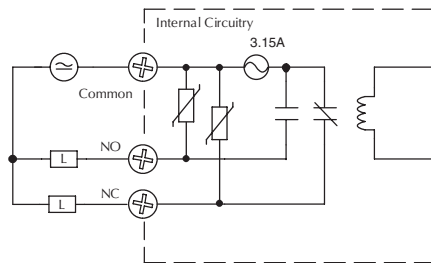 Internal Circuitry
3.15A
Common
NO
L
NC
L